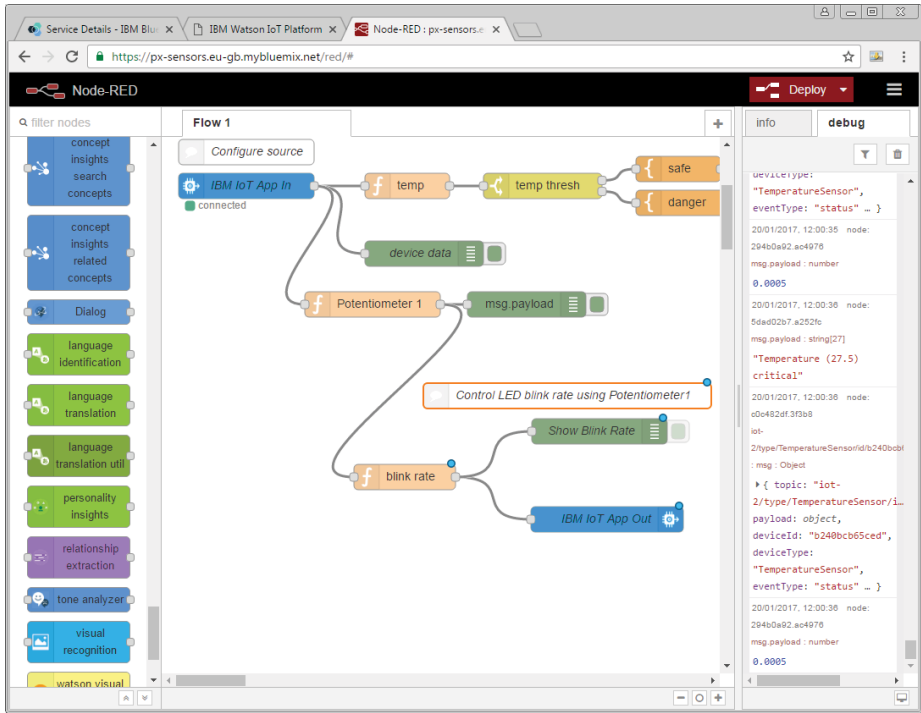 Service Details - IBM Blu
IBM Watson IoT Platform
Node-RED : px-sensors.e
https://px-sensors.eu-gb.mybluemix.net/red/#
Node-RED
Deploy
filter nodes
concept
insights
search
concepts
concept
insights
related
concepts
Dialog
language
identification
language
translation
language
translation util
personality
insights
relationship
extraction
tone analyzer
visual
recognition
watson visual
Flow 1
Configure source
IBM IoT App In
connected
temp
temp thresh
safe
danger
device data
Potentiometer 1
msg.payload
Control LED blink rate using Potentiometer1
Show Blink Rate
blink rate
IBM IoT App Out
info
debug
deviceType:
"TemperatureSensor",
eventType: "status" … }
20/01/2017, 12:00:35 node:
294b0a92.ac4976
msg.payload : number
0.0005
20/01/2017, 12:00:36 node:
5dad02b7.a252fc
msg.payload : string[27]
"Temperature (27.5)
critical"
20/01/2017, 12:00:36 node:
c0c482df.3f3b8
iot-
2/type/TemperatureSensor/id/b240bcb6
: msg : Object
{ topic: "iot-
2/type/TemperatureSensor/i…
payload: object,
deviceId: "b240bcb65ced",
deviceType:
"TemperatureSensor",
eventType: "status" … }
20/01/2017, 12:00:36 node:
294b0a92.ac4976
msg.payload : number
0.0005